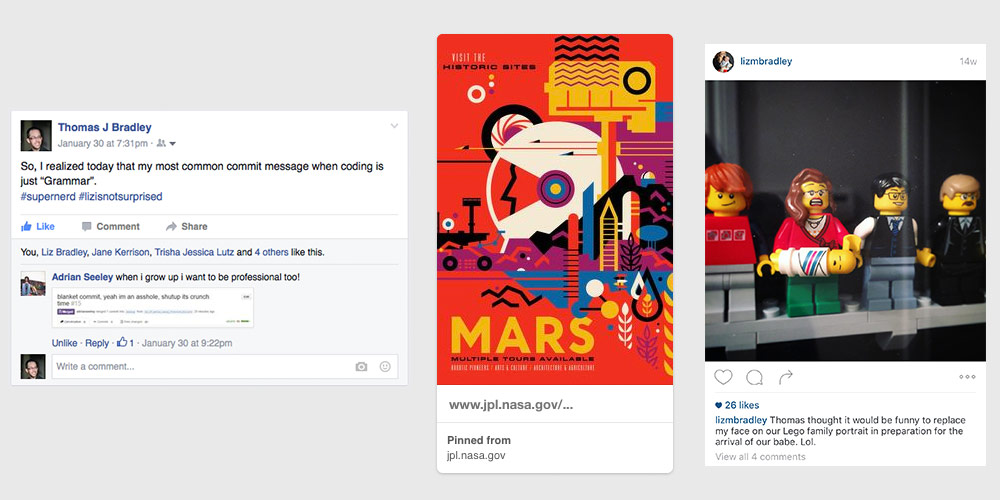 Thomas J Bradley
January 30 at 7:31pm ·
So, I realized today that my most common commit message when coding is
just “Grammar”.
#supernerd #lizisnotsurprised
Like Comment Share
You, Liz Bradley, Jane Kerrison, Trisha Jessica Lutz and 4 others like this.
Adrian Seeley when i grow up i want to be professional too!
blanket commit, yeah im an asshole, shutup its crunch
time #15
Merged
Unlike · Reply · 1 · January 30 at 9:22pm
Write a comment...
VISIT THE
HISTORIC SITES
MARS
MULTIPLE TOURS AVAILABLE
ROBOTIC PIONEERS / ARTS & CULTURE / ARCHITECTURE & AGRICULTURE
www.jpl.nasa.gov/...
Pinned from
jpl.nasa.gov
lizmbradley 14w
26 likes
lizmbradley Thomas thought it would be funny to replace
my face on our Lego family portrait in preparation for the
arrival of our babe. Lol.
View all 4 comments